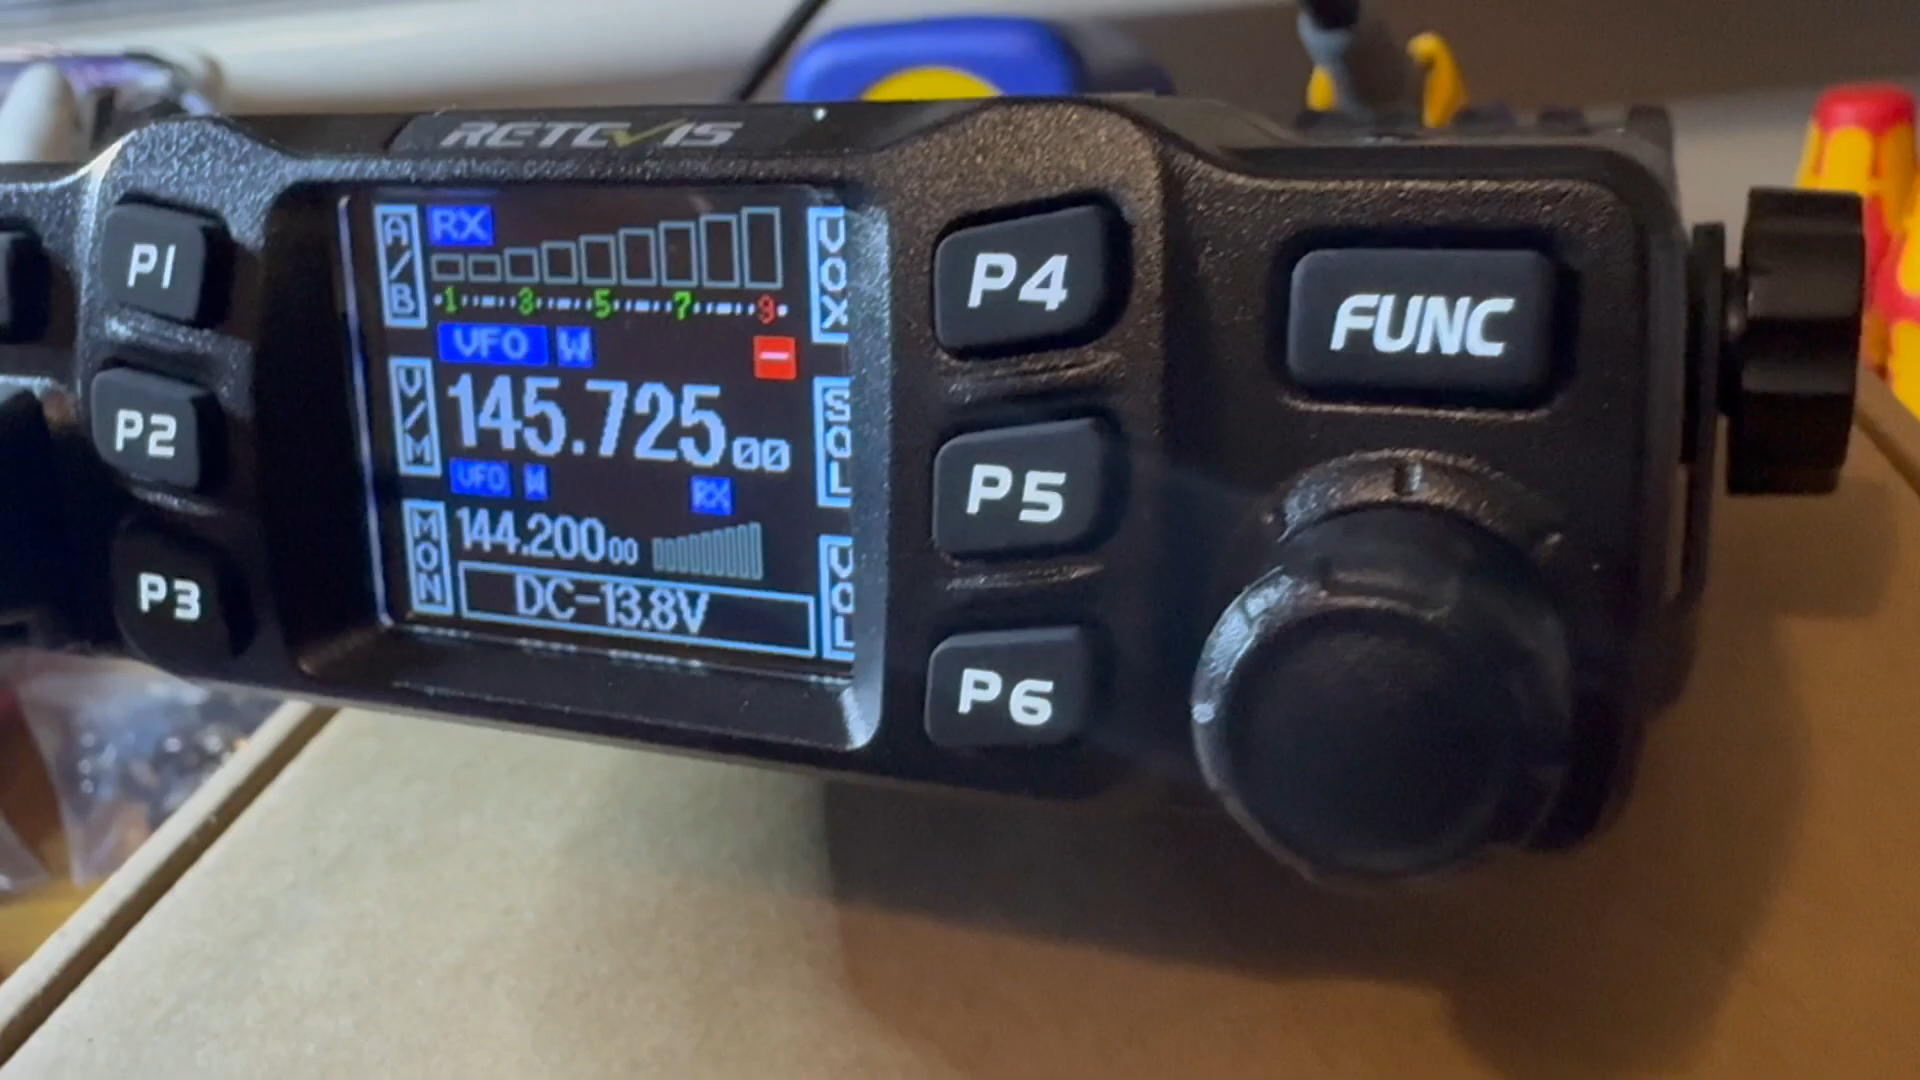 RETEVIS
P1
P2
P3
A/B
V/M
MON
RX
1 3 5 7 9
VFO W
145.72500
VFO W RX
144.20000
DC-13.8V
VOX
SQL
VOL
P4
P5
P6
FUNC